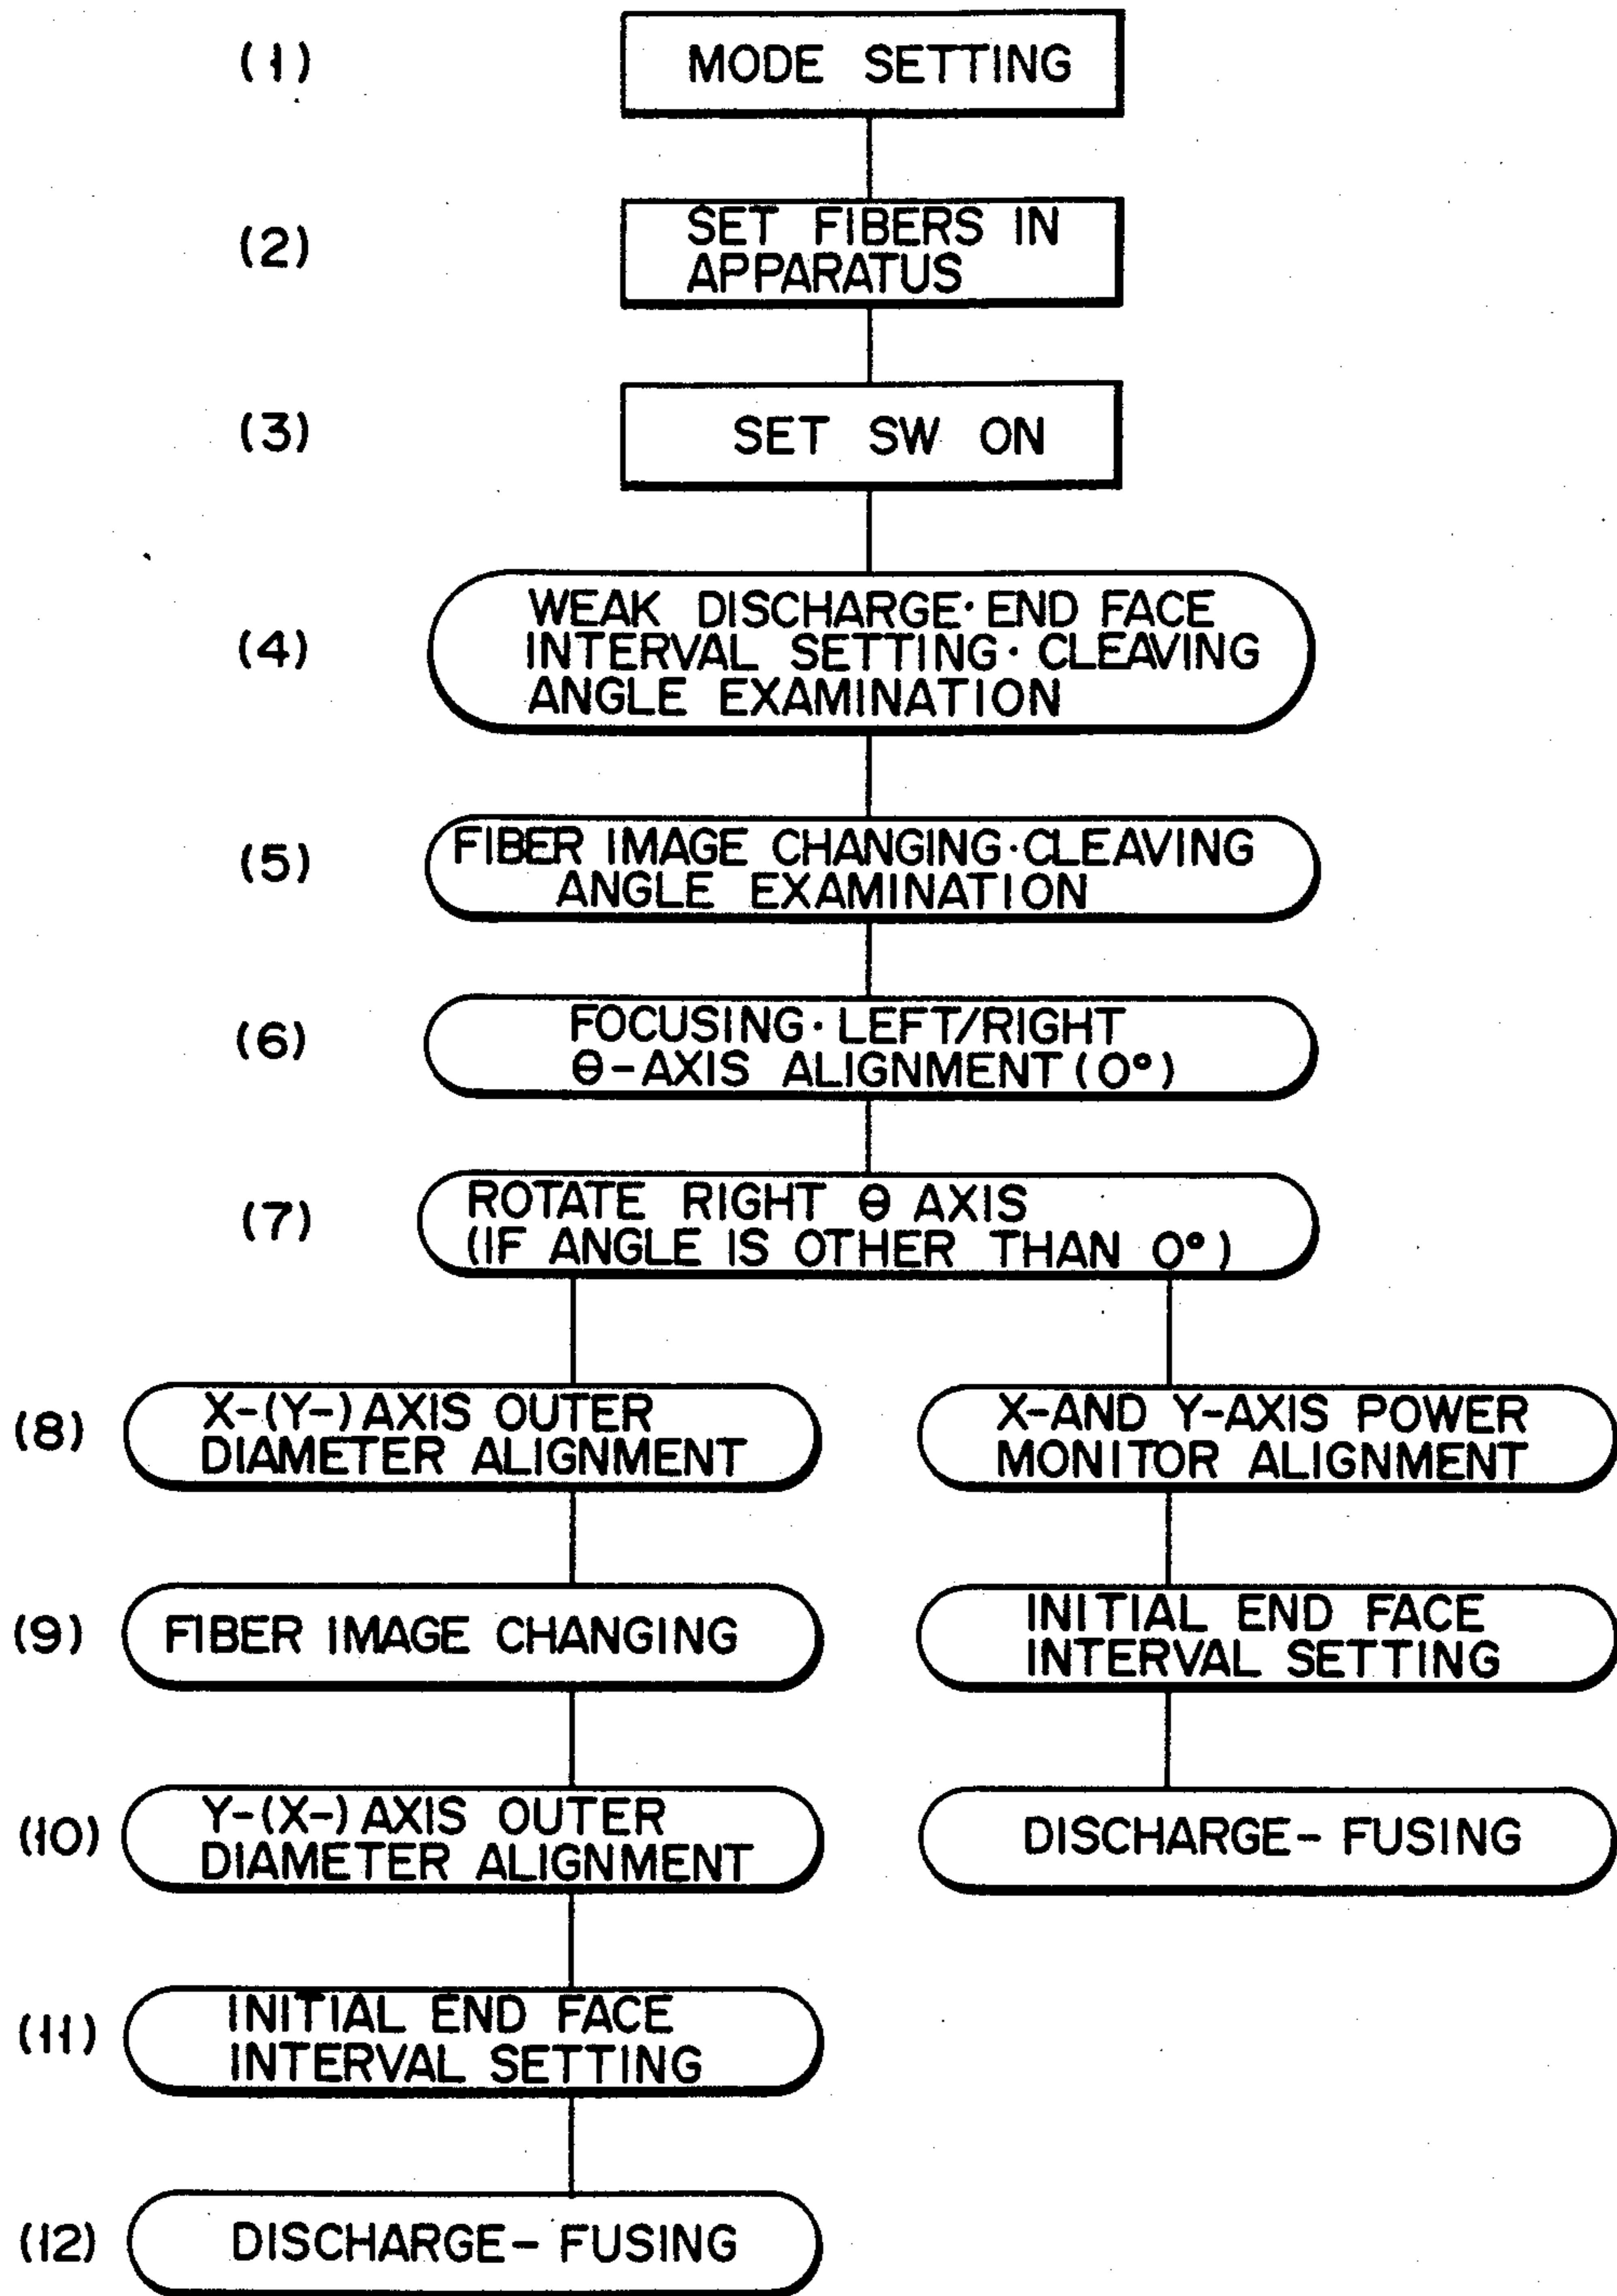 (1)
MODE SETTING
(2)
SET FIBERS IN
APPARATUS
(3)
SET SW ON
(4)
WEAK DISCHARGE·END FACE
INTERVAL SETTING·CLEAVING
ANGLE EXAMINATION
(5)
FIBER IMAGE CHANGING·CLEAVING
ANGLE EXAMINATION
(6)
FOCUSING·LEFT/RIGHT
θ-AXIS ALIGNMENT(0°)
(7)
ROTATE RIGHT θ AXIS
(IF ANGLE IS OTHER THAN 0°)
(8)
X-(Y-)AXIS OUTER
DIAMETER ALIGNMENT
X-AND Y-AXIS POWER
MONITOR ALIGNMENT
(9)
FIBER IMAGE CHANGING
INITIAL END FACE
INTERVAL SETTING
(10)
Y-(X-)AXIS OUTER
DIAMETER ALIGNMENT
DISCHARGE-FUSING
(11)
INITIAL END FACE
INTERVAL SETTING
(12)
DISCHARGE-FUSING